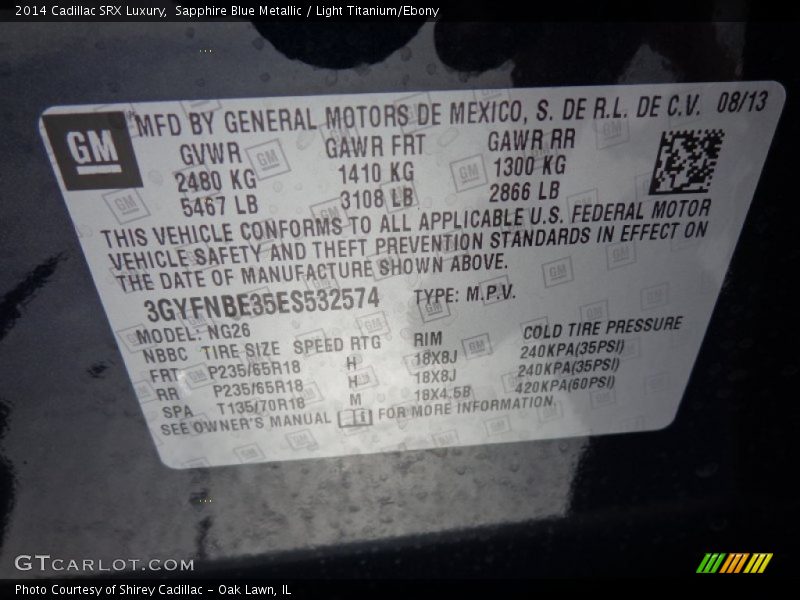 2014 Cadillac SRX Luxury,  Sapphire Blue Metallic / Light Titanium/Ebony
GM
MFD BY GENERAL MOTORS DE MEXICO, S. DE R.L. DE C.V. 08/13
GVWR GAWR FRT GAWR RR
2480 KG 1410 KG 1300 KG
5467 LB 3108 LB 2866 LB
THIS VEHICLE CONFORMS TO ALL APPLICABLE U.S. FEDERAL MOTOR
VEHICLE SAFETY AND THEFT PREVENTION STANDARDS IN EFFECT ON
THE DATE OF MANUFACTURE SHOWN ABOVE.
3GYFNBE35ES532574 TYPE: M.P.V.
MODEL: NG26
NBBC TIRE SIZE SPEED RTG RIM COLD TIRE PRESSURE
FRT P235/65R18 H 18X8J 240KPA(35PSI)
RR P235/65R18 H 18X8J 240KPA(35PSI)
SPA T135/70R18 M 18X4.5B 420KPA(60PSI)
SEE OWNER'S MANUAL FOR MORE INFORMATION
GTCARLOT.COM
Photo Courtesy of Shirey Cadillac - Oak Lawn, IL